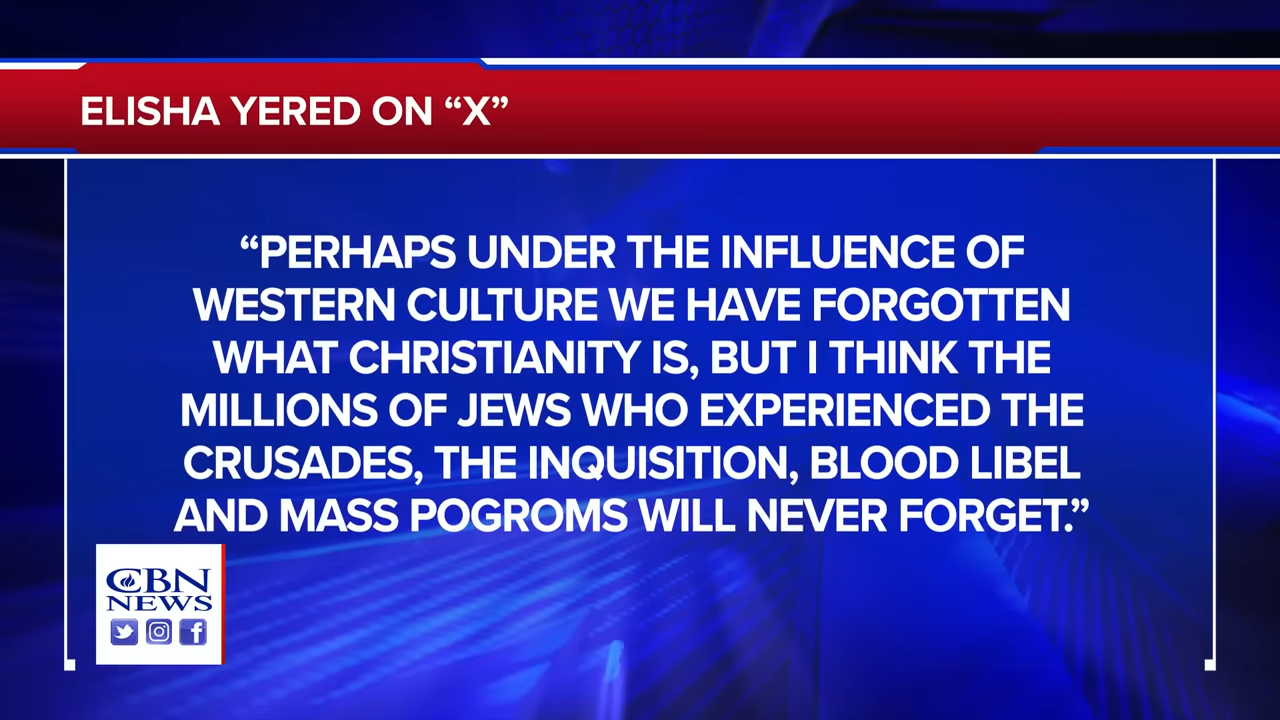 ELISHA YERED ON “X”
“PERHAPS UNDER THE INFLUENCE OF
WESTERN CULTURE WE HAVE FORGOTTEN
WHAT CHRISTIANITY IS, BUT I THINK THE
MILLIONS OF JEWS WHO EXPERIENCED THE
CRUSADES, THE INQUISITION, BLOOD LIBEL
AND MASS POGROMS WILL NEVER FORGET.”
CBN
NEWS